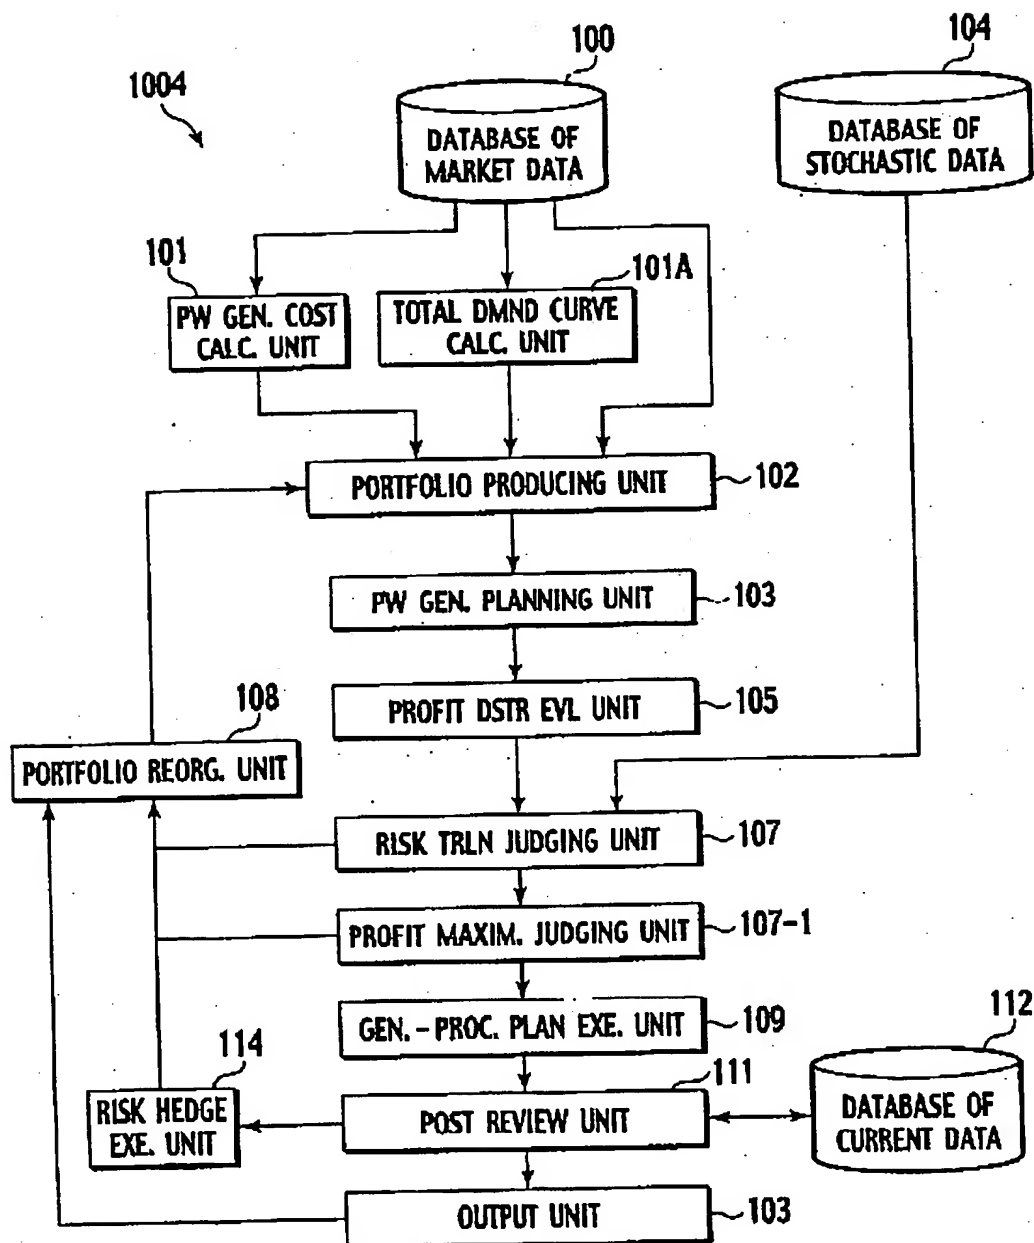 100
104
1004
DATABASE OF
MARKET DATA
DATABASE OF
STOCHASTIC DATA
101
101A
PW GEN. COST
CALC. UNIT
TOTAL DMND CURVE
CALC. UNIT
PORTFOLIO PRODUCING UNIT
102
PW GEN. PLANNING UNIT
103
PROFIT DSTR EVL UNIT
105
108
PORTFOLIO REORG. UNIT
RISK TRLN JUDGING UNIT
107
PROFIT MAXIM. JUDGING UNIT
107-1
GEN.-PROC. PLAN EXE. UNIT
109
112
114
111
RISK HEDGE
EXE. UNIT
POST REVIEW UNIT
DATABASE OF
CURRENT DATA
OUTPUT UNIT
103